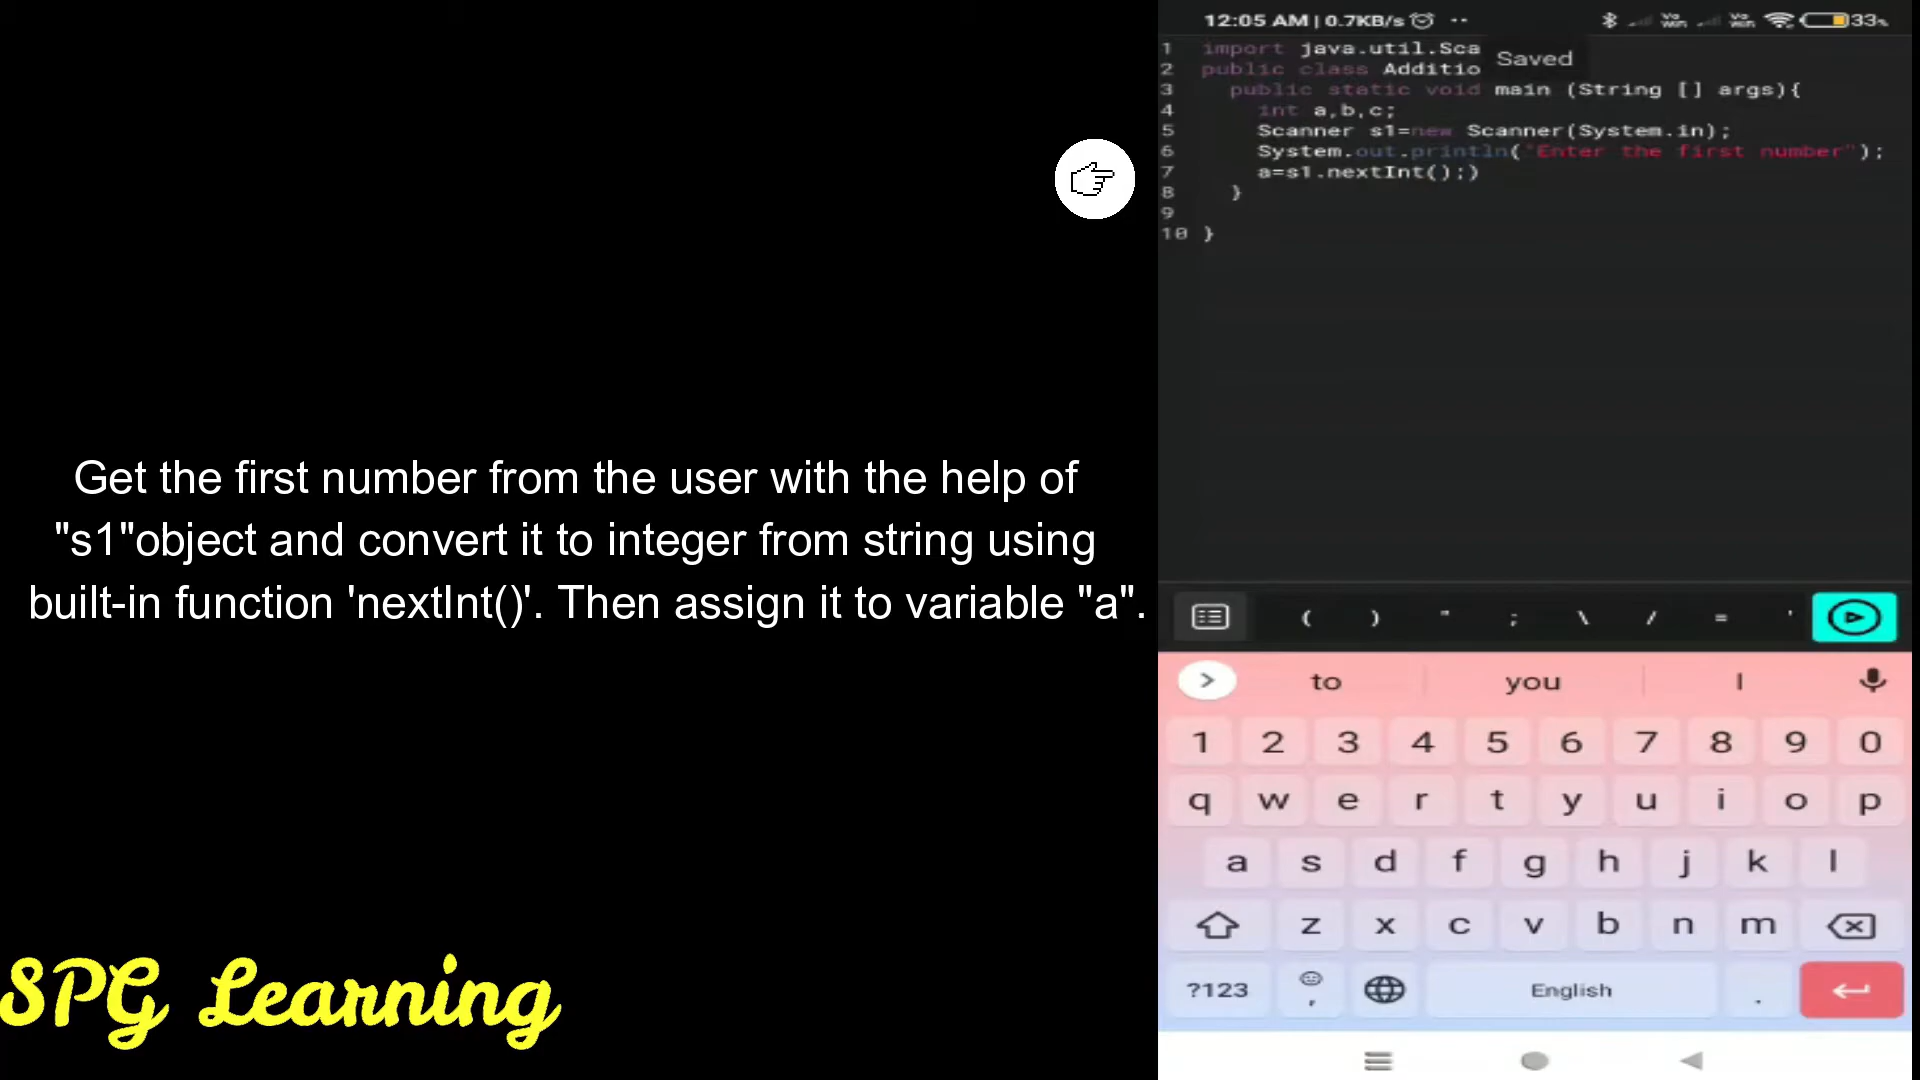 Get the first number from the user with the help of
"s1"object and convert it to integer from string using
built-in function 'nextInt()'. Then assign it to variable "a".
SPG Learning
12:05 AM | 0.7KB/s
33%
Saved
1 import java.util.Sca
2 public class Additio
3 public static void main (String [] args){
4 int a,b,c;
5 Scanner s1=new Scanner(System.in);
6 System.out.println("Enter the first number");
7 a=s1.nextInt();)
8 }
9
10 }
( ) " ; \ / = '
to you I
1 2 3 4 5 6 7 8 9 0
q w e r t y u i o p
a s d f g h j k l
z x c v b n m
?123 , English .